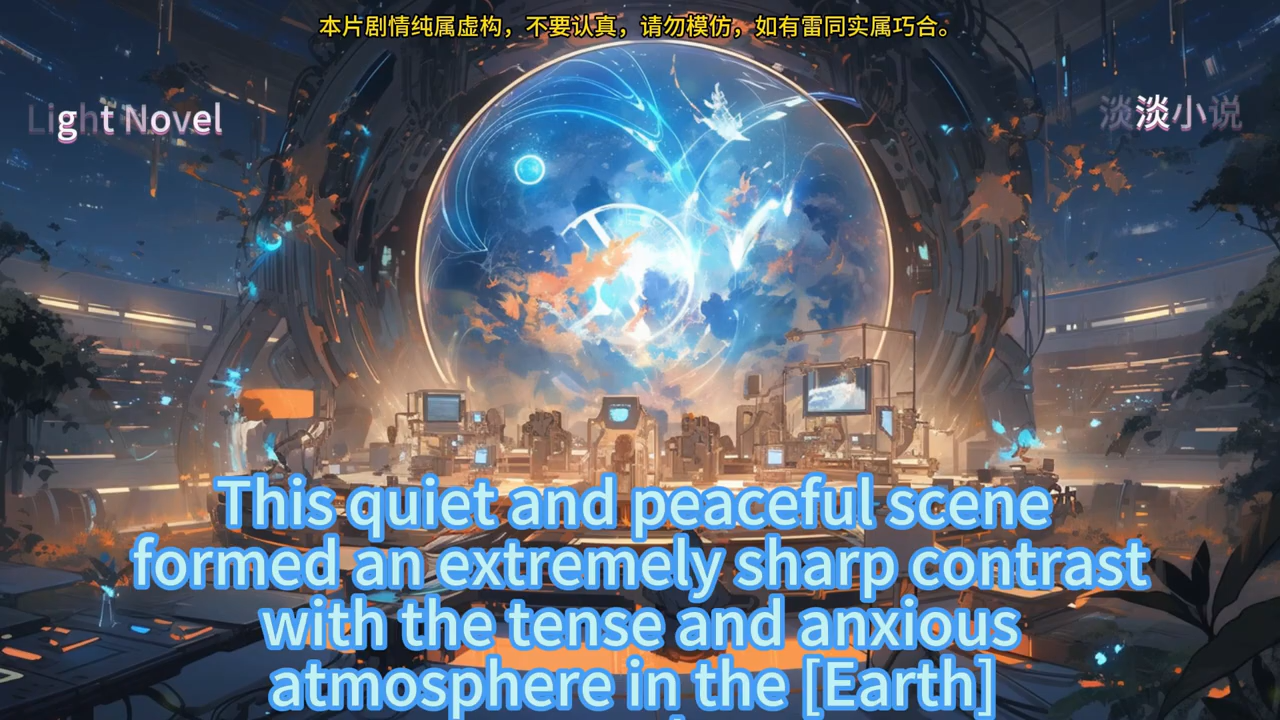 本片剧情纯属虚构，不要认真，请勿模仿，如有雷同实属巧合。
Light Novel
淡淡小说
This quiet and peaceful scene
formed an extremely sharp contrast
with the tense and anxious
atmosphere in the [Earth]